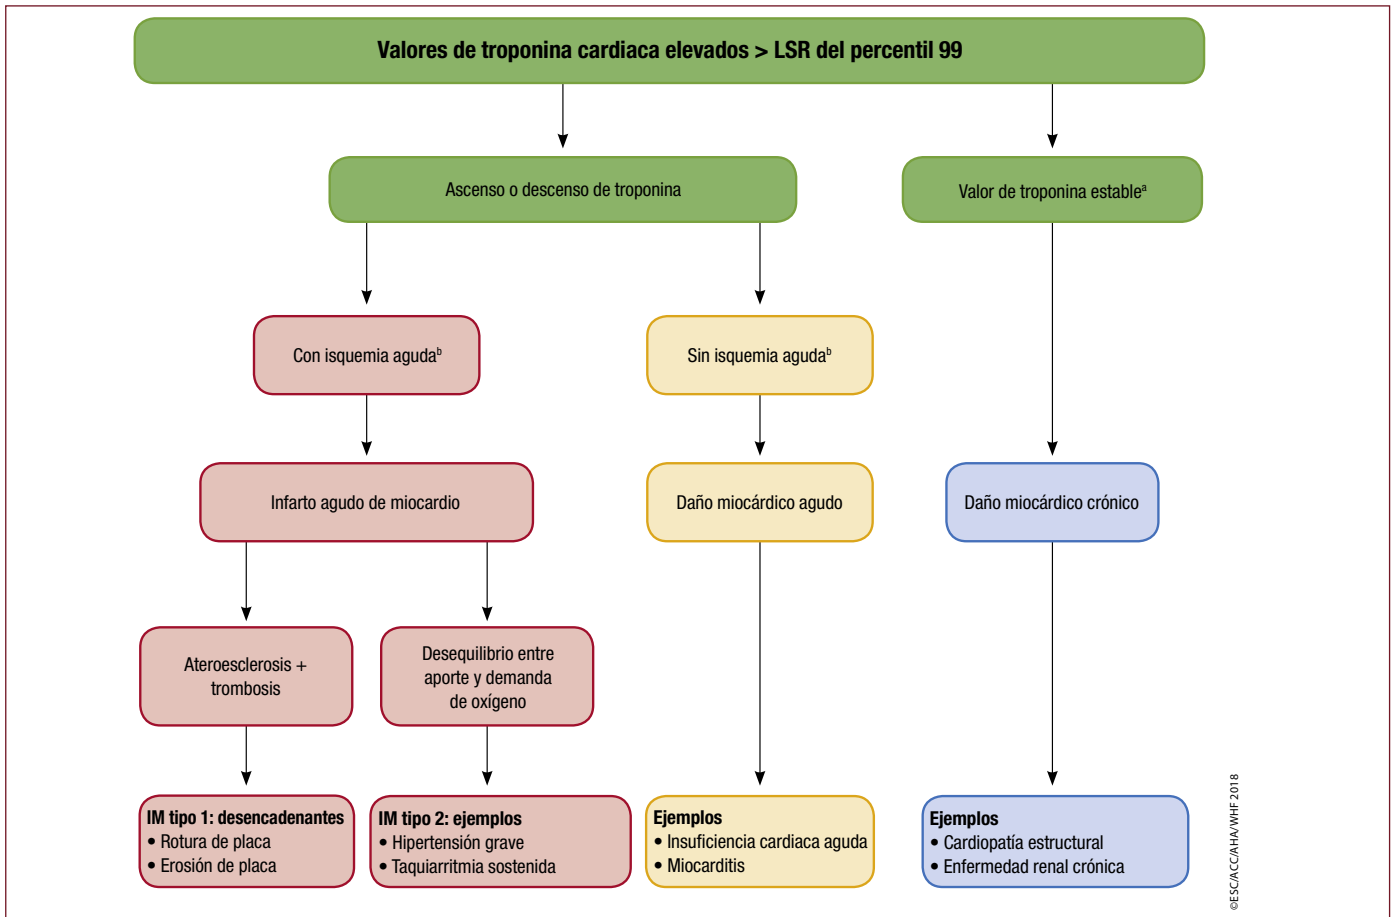 Valores de troponina cardiaca elevados > LSR del percentil 99
Ascenso o descenso de troponina
Valor de troponina estableᵃ
Con isquemia agudaᵇ
Sin isquemia agudaᵇ
Infarto agudo de miocardio
Daño miocárdico agudo
Daño miocárdico crónico
Ateroesclerosis +
trombosis
Desequilibrio entre
aporte y demanda
de oxígeno
IM tipo 1: desencadenantes
• Rotura de placa
• Erosión de placa
IM tipo 2: ejemplos
• Hipertensión grave
• Taquiarritmia sostenida
Ejemplos
• Insuficiencia cardiaca aguda
• Miocarditis
Ejemplos
• Cardiopatía estructural
• Enfermedad renal crónica
©ESC/ACC/AHA/WHF 2018